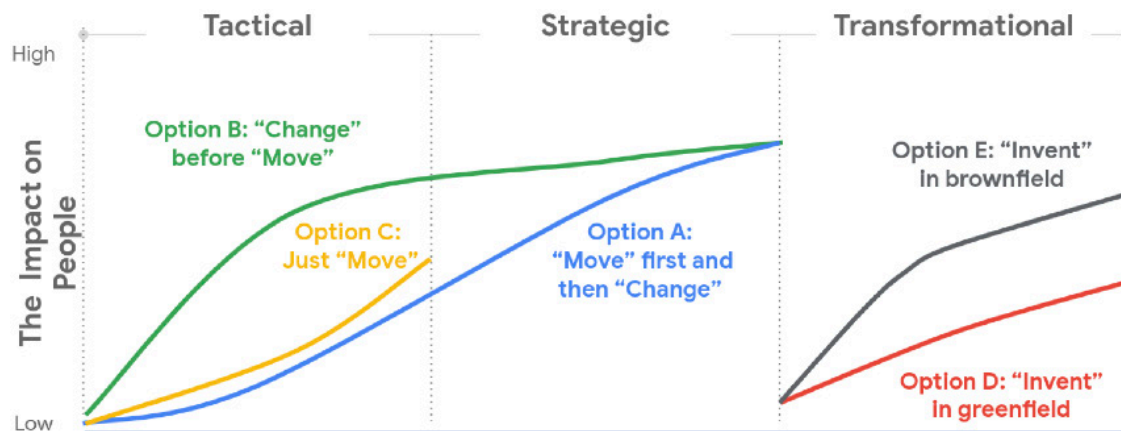 Tactical
Strategic
Transformational
High
The Impact on
People
Low
Option B: “Change”
before “Move”
Option C:
Just “Move”
Option A:
“Move” first and
then “Change”
Option E: “Invent”
in brownfield
Option D: “Invent”
in greenfield